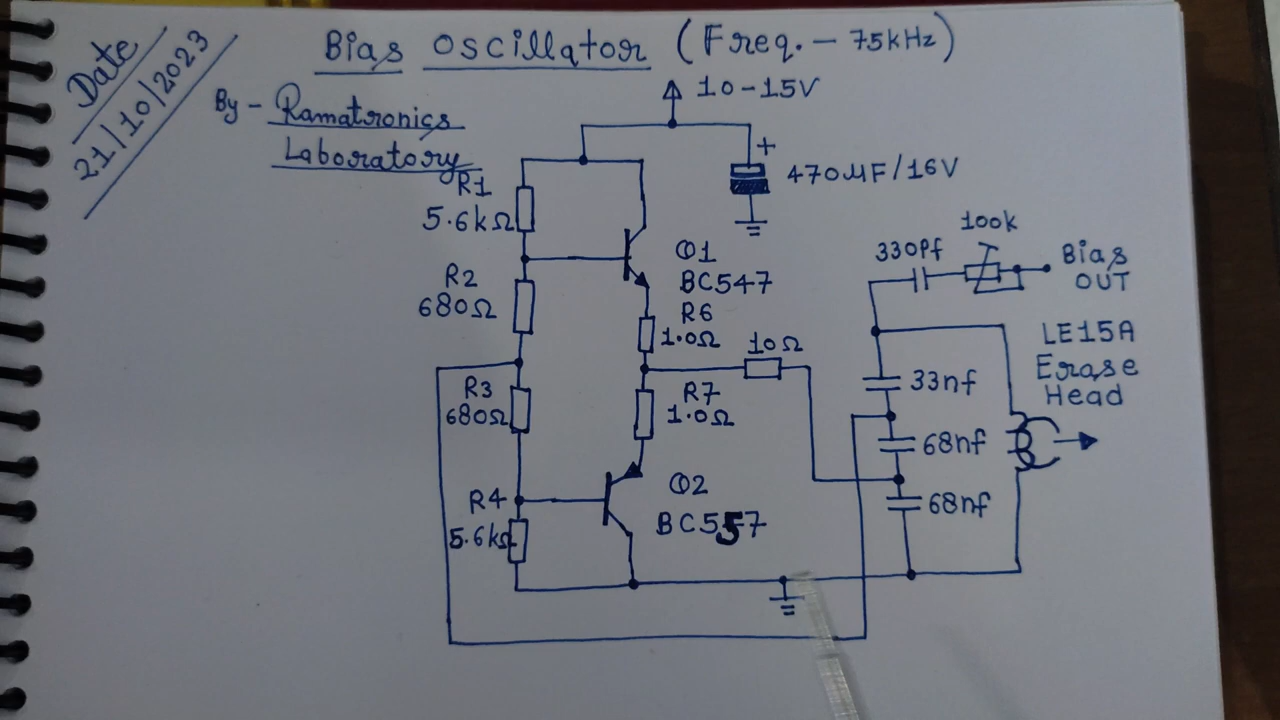 Date
21/10/2023
Bias Oscillator (Freq. - 75kHz)
By - Ramatronics
Laboratory
10-15V
+
470μF/16V
R1
5.6kΩ
R2
680Ω
R3
680Ω
R4
5.6kΩ
Q1
BC547
R6
1.0Ω
10Ω
R7
1.0Ω
Q2
BC557
330Pf
100k
Bias
OUT
33nf
68nf
68nf
LE15A
Erase
Head